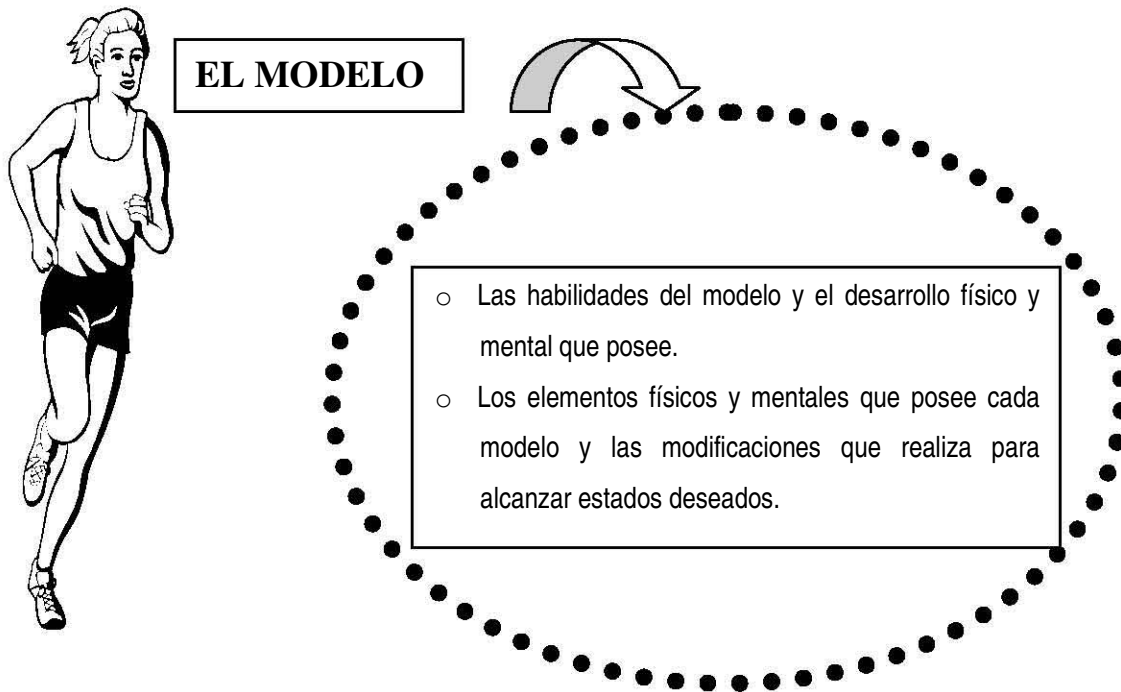 EL MODELO
o Las habilidades del modelo y el desarrollo físico y
mental que posee.
o Los elementos físicos y mentales que posee cada
modelo y las modificaciones que realiza para
alcanzar estados deseados.